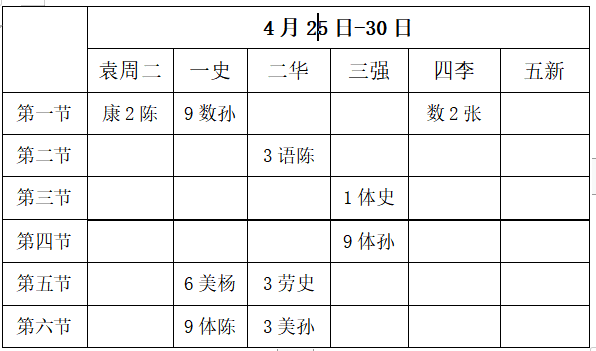 4月25日-30日
袁周二 一史 二华 三强 四李 五新
第一节 康2陈 9数孙 数2张
第二节 3语陈
第三节 1体史
第四节 9体孙
第五节 6美杨 3劳史
第六节 9体陈 3美孙